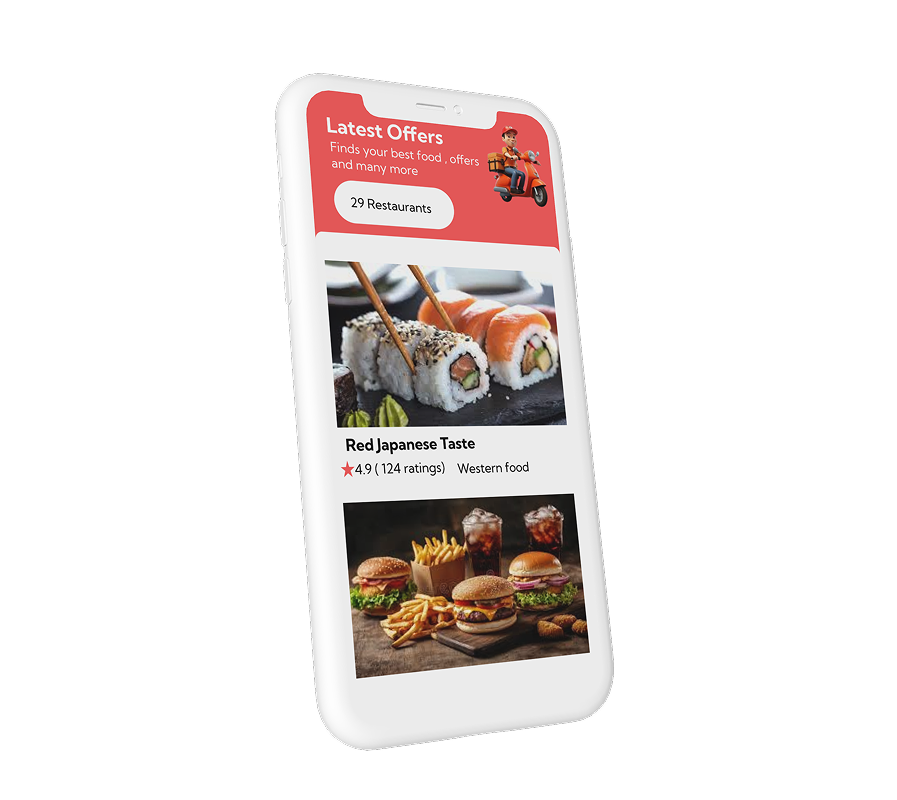 Latest Offers
Finds your best food , offers
and many more
29 Restaurants
Red Japanese Taste
4.9 ( 124 ratings) Western food